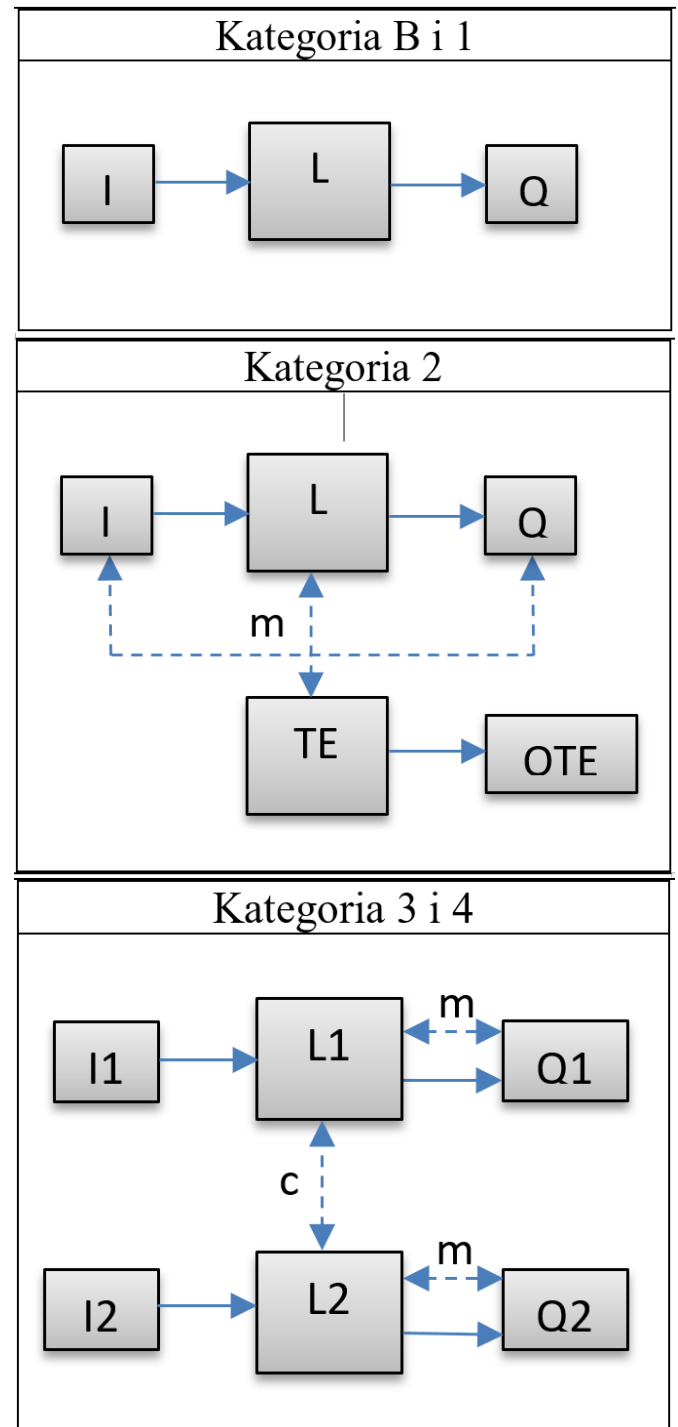 Kategoria B i 1
I L Q
Kategoria 2
I L Q
m
TE OTE
Kategoria 3 i 4
m
I1 L1 Q1
c
m
I2 L2 Q2